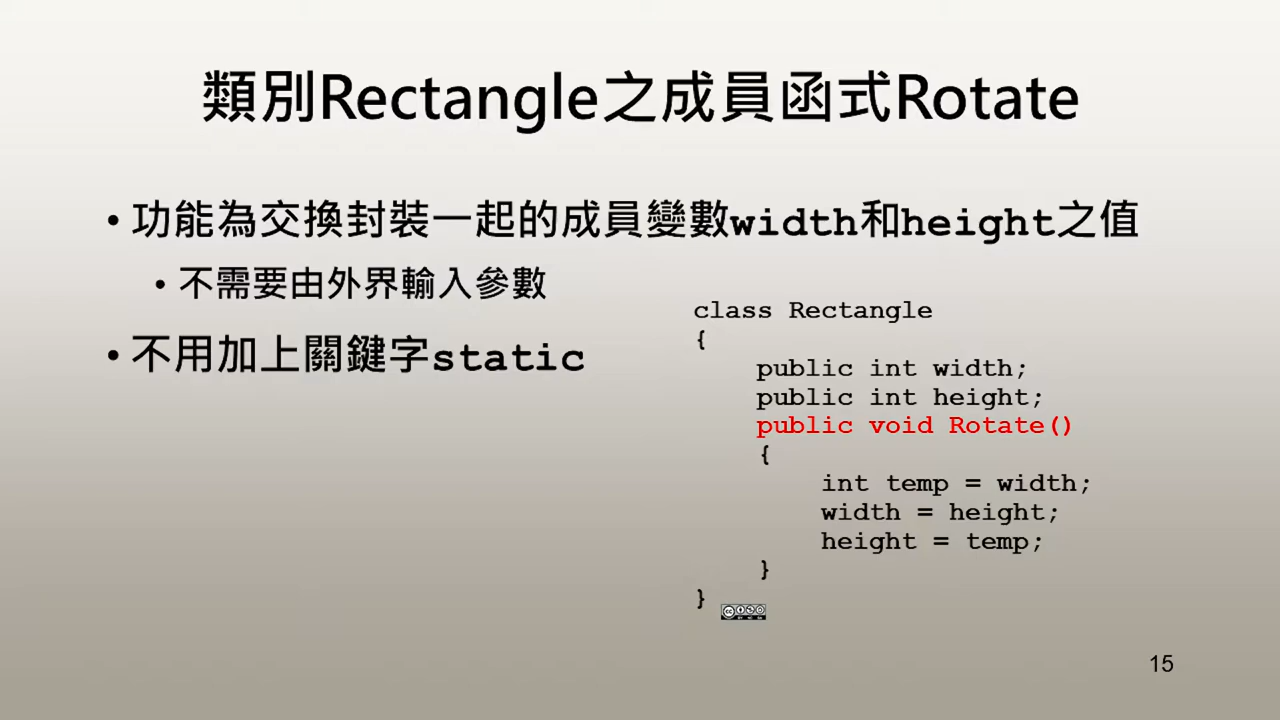 類別Rectangle之成員函式Rotate
• 功能為交換封裝一起的成員變數width和height之值
• 不需要由外界輸入參數
• 不用加上關鍵字static
class Rectangle
{
    public int width;
    public int height;
    public void Rotate()
    {
        int temp = width;
        width = height;
        height = temp;
    }
}
15